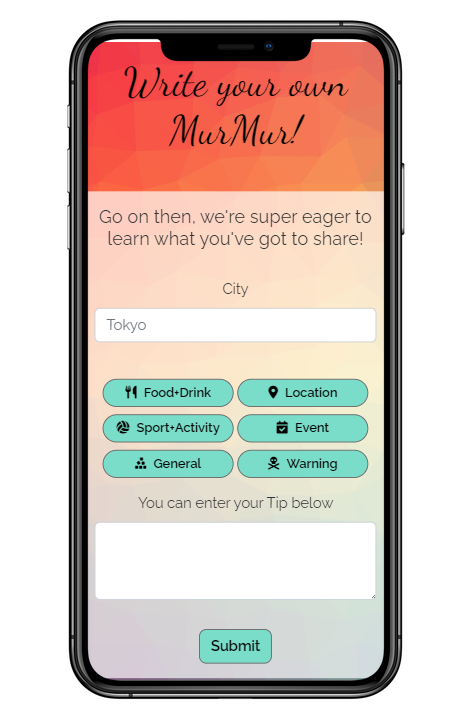 Write your own
MurMur!
Go on then, we're super eager to
learn what you've got to share!
City
Tokyo
Food+Drink
Location
Sport+Activity
Event
General
Warning
You can enter your Tip below
Submit